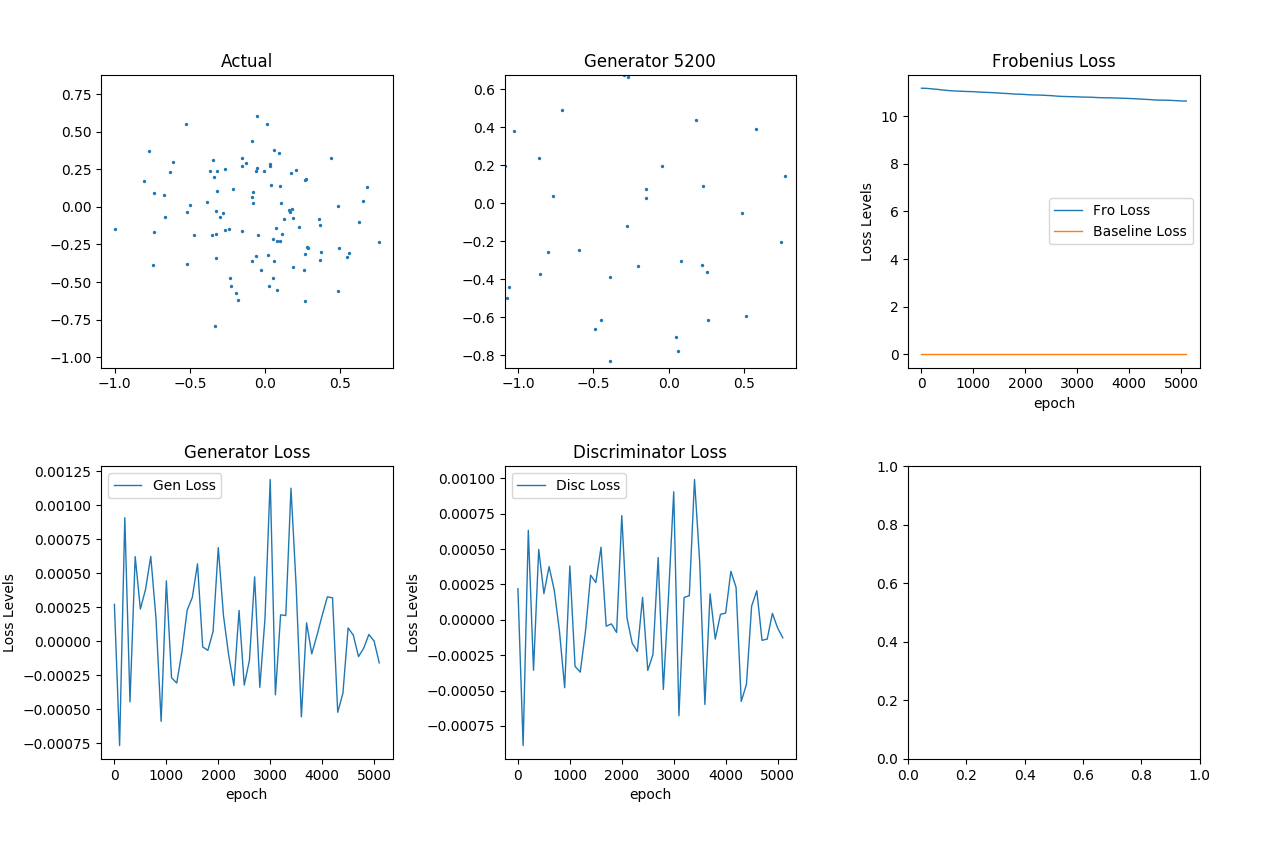 Actual
0.75
0.50
0.25
0.00
−0.25
−0.50
−0.75
−1.00
−1.0 −0.5 0.0 0.5
Generator 5200
0.6
0.4
0.2
0.0
−0.2
−0.4
−0.6
−0.8
−1.0 −0.5 0.0 0.5
Frobenius Loss
Loss Levels
10
8
6
4
2
0
Fro Loss
Baseline Loss
0 1000 2000 3000 4000 5000
epoch
Generator Loss
Loss Levels
0.00125
0.00100
0.00075
0.00050
0.00025
0.00000
−0.00025
−0.00050
−0.00075
Gen Loss
0 1000 2000 3000 4000 5000
epoch
Discriminator Loss
Loss Levels
0.00100
0.00075
0.00050
0.00025
0.00000
−0.00025
−0.00050
−0.00075
Disc Loss
0 1000 2000 3000 4000 5000
epoch
1.0
0.8
0.6
0.4
0.2
0.0
0.0 0.2 0.4 0.6 0.8 1.0